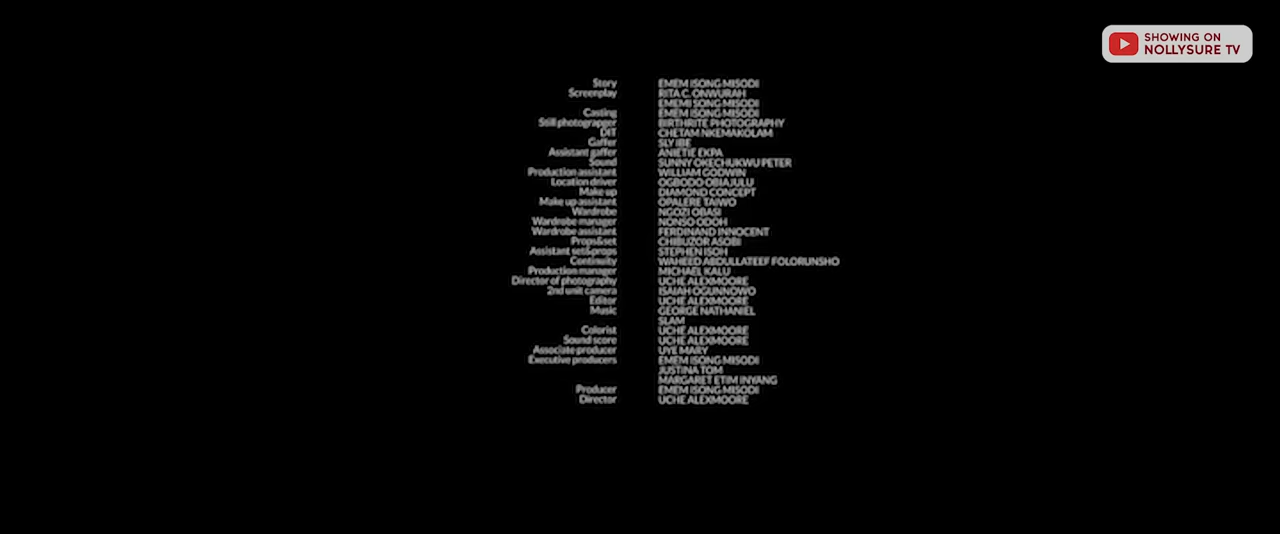 SHOWING ON
NOLLYSURE TV
Story EMEM ISONG MISODI
Screenplay RITA C. ONWURAH
EMEMI SONG MISODI
Casting EMEM ISONG MISODI
Still photograpger BIRTHRITE PHOTOGRAPHY
DIT CHETAM NKEMAKOLAM
Gaffer SLY IBE
Assistant gaffer ANIETIE EKPA
Sound SUNNY OKECHUKWU PETER
Production assistant WILLIAM GODWIN
Location driver OGBODO OBIAJULU
Make up DIAMOND CONCEPT
Make up assistant OPALERE TAIWO
Wardrobe NGOZI OBASI
Wardrobe manager NONSO ODOH
Wardrobe assistant FERDINAND INNOCENT
Props&set CHIBUZOR ASOBI
Assistant set&props STEPHEN ISOH
Continuity WAHEED ABDULLATEEF FOLORUNSHO
Production manager MICHAEL KALU
Director of photography UCHE ALEXMOORE
2nd unit camera ISAIAH OGUNNOWO
Editor UCHE ALEXMOORE
Music GEORGE NATHANIEL
SLAM
Colorist UCHE ALEXMOORE
Sound score UCHE ALEXMOORE
Associate producer UYE MARY
Executive producers EMEM ISONG MISODI
JUSTINA TOM
MARGARET ETIM INYANG
Producer EMEM ISONG MISODI
Director UCHE ALEXMOORE